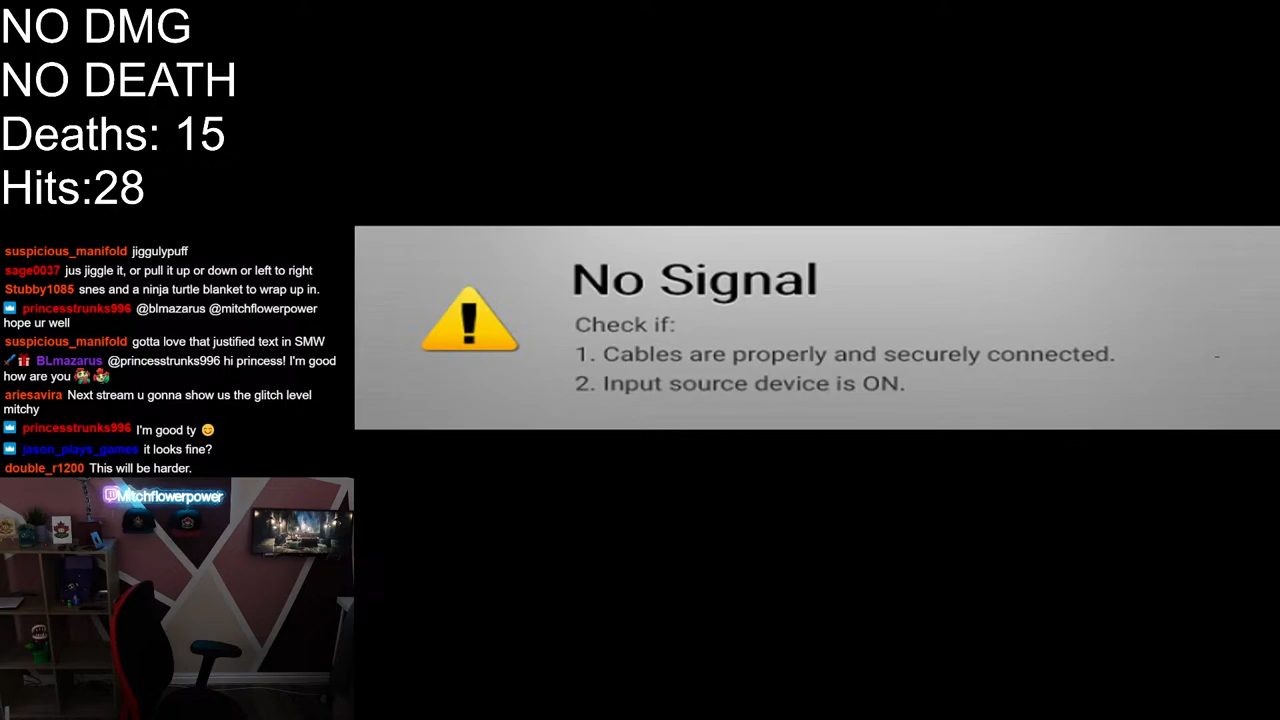 NO DMG
NO DEATH
Deaths: 15
Hits:28
suspicious_manifold jiggulypuff
sage0037 jus jiggle it, or pull it up or down or left to right
Stubby1085 snes and a ninja turtle blanket to wrap up in.
princesstrunks996 @blmazarus @mitchflowerpower
hope ur well
suspicious_manifold gotta love that justified text in SMW
BLmazarus @princesstrunks996 hi princess! I'm good
how are you
ariesavira Next stream u gonna show us the glitch level
mitchy
princesstrunks996 I'm good ty
jason_plays_games it looks fine?
double_r1200 This will be harder.
Mitchflowerpower
No Signal
Check if:
1. Cables are properly and securely connected.
2. Input source device is ON.